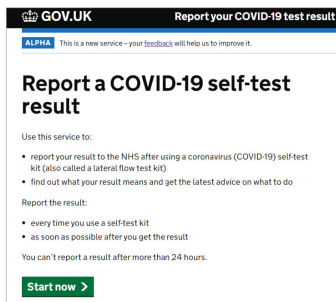 GOV.UK Report your COVID-19 test result
ALPHA This is a new service – your feedback will help us to improve it.
Report a COVID-19 self-test
result
Use this service to:
• report your result to the NHS after using a coronavirus (COVID-19) self-test
kit (also called a lateral flow test kit)
• find out what your result means and get the latest advice on what to do
Report the result:
• every time you use a self-test kit
• as soon as possible after you get the result
You can't report a result after more than 24 hours.
Start now >